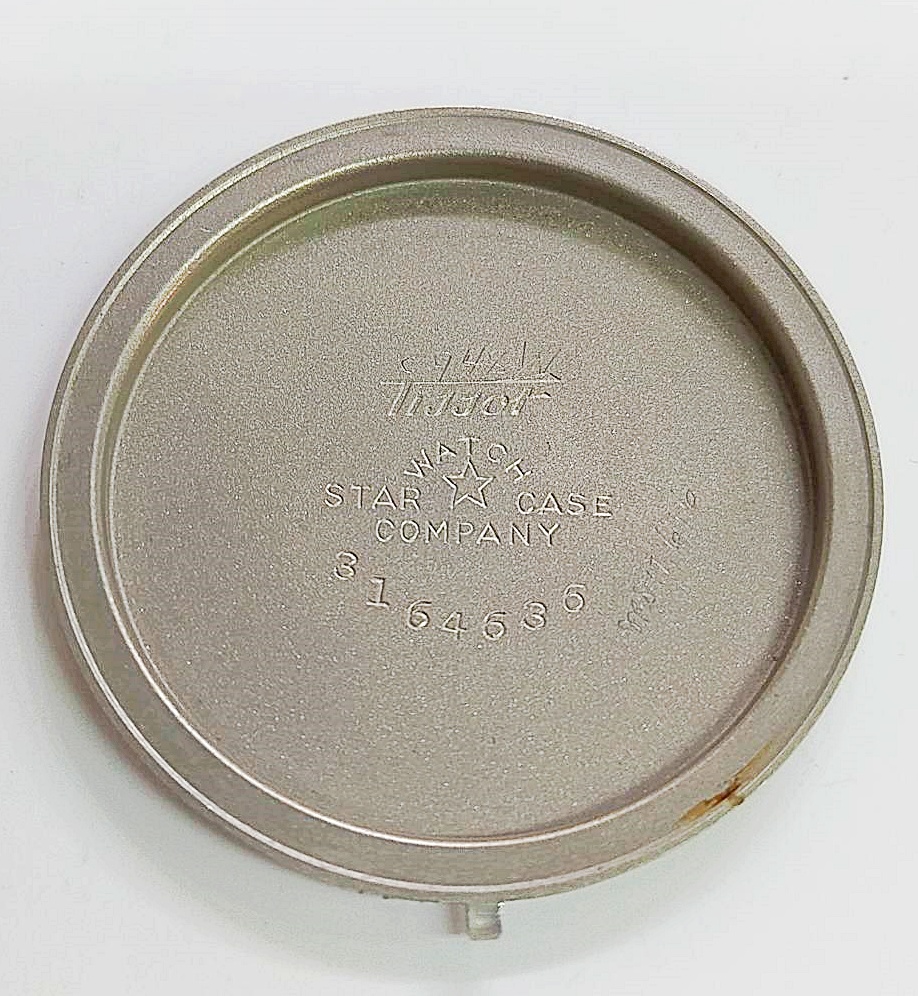 Tissot
WATCH
STAR CASE
COMPANY
3164636